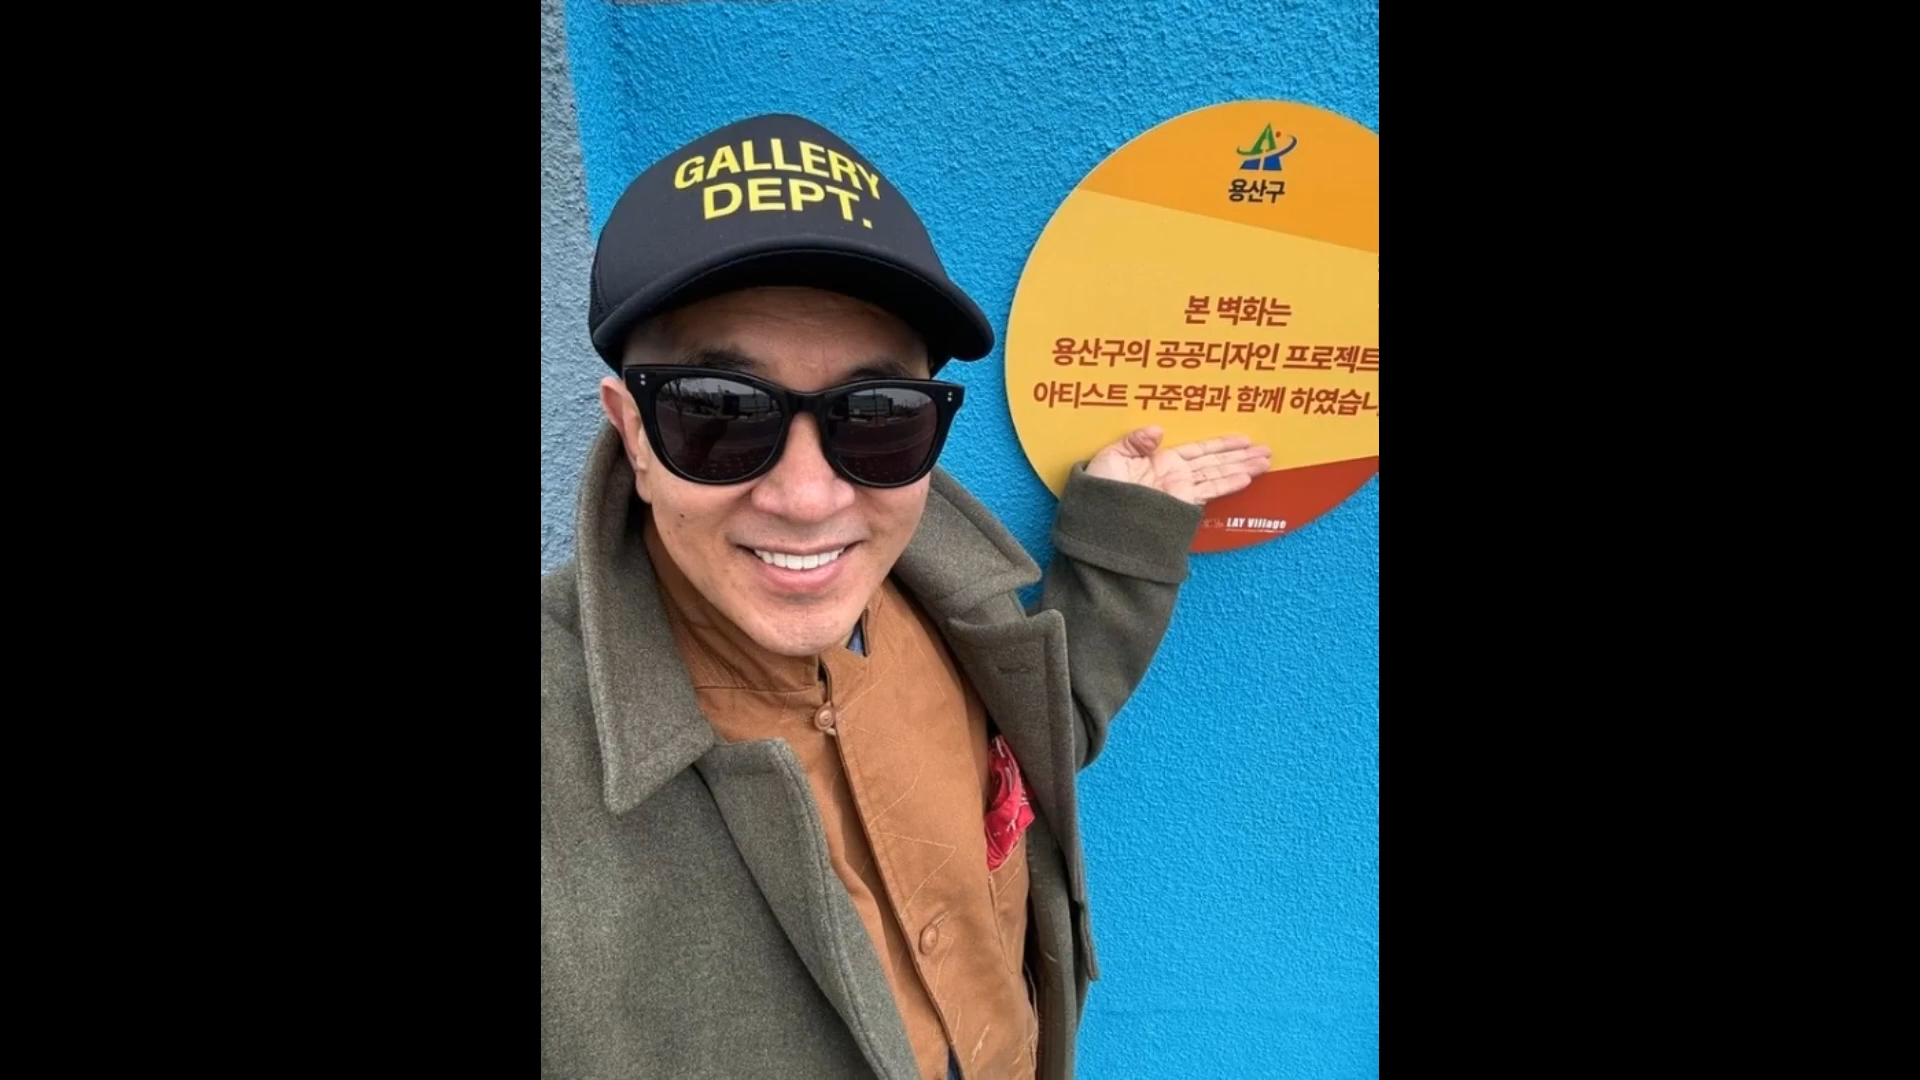 GALLERY
DEPT.
용산구
본 벽화는
용산구의 공공디자인 프로젝트
아티스트 구준엽과 함께 하였습니
LAY Village